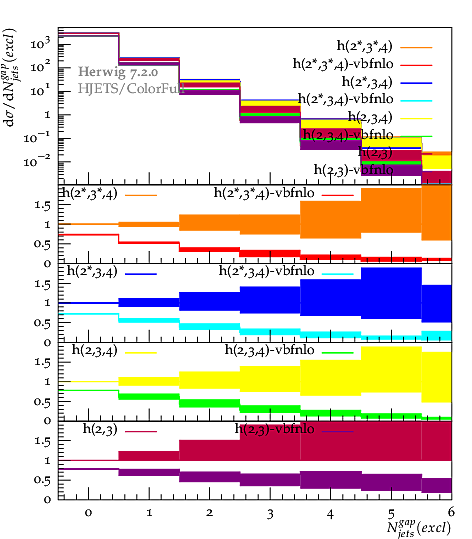 dσ/dN^{gap}_{jets}(excl)
10³
10²
10¹
1
10⁻¹
10⁻²
Herwig 7.2.0
HJETS/ColorFull
h(2*,3*,4)
h(2*,3*,4)-vbfnlo
h(2*,3,4)
h(2*,3,4)-vbfnlo
h(2,3,4)
h(2,3,4)-vbfnlo
h(2,3)
h(2,3)-vbfnlo
h(2*,3*,4) h(2*,3*,4)-vbfnlo
1.5
1
0.5
0
h(2*,3,4) h(2*,3,4)-vbfnlo
1.5
1
0.5
0
h(2,3,4) h(2,3,4)-vbfnlo
1.5
1
0.5
0
h(2,3) h(2,3)-vbfnlo
1.5
1
0.5
0
0 1 2 3 4 5 6
N^{gap}_{jets}(excl)